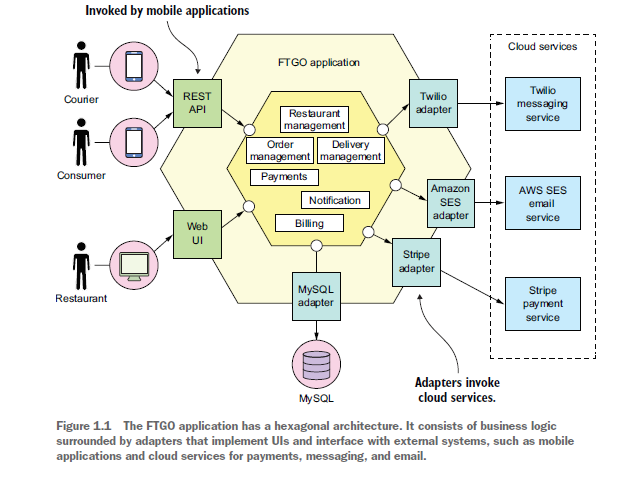 Invoked by mobile applications
Courier
Consumer
Restaurant
REST
API
Web
UI
FTGO application
Restaurant
management
Order
management
Delivery
management
Payments
Notification
Billing
Twilio
adapter
Amazon
SES
adapter
Stripe
adapter
MySQL
adapter
MySQL
Cloud services
Twilio
messaging
service
AWS SES
email
service
Stripe
payment
service
Adapters invoke
cloud services.
Figure 1.1 The FTGO application has a hexagonal architecture. It consists of business logic
surrounded by adapters that implement UIs and interface with external systems, such as mobile
applications and cloud services for payments, messaging, and email.